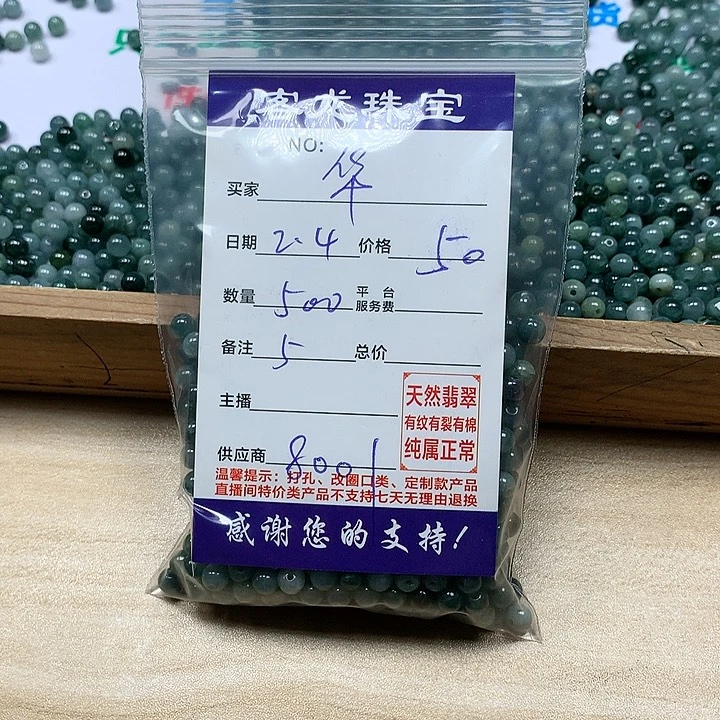 珠宝
NO:
买家 华
日期 2.4 价格 50
数量 500 平台服务费
备注 5 总价
主播
天然翡翠
有纹有裂有棉
纯属正常
供应商 8001
温馨提示：打孔、改圈口类、定制款产品
直播间特价类产品不支持七天无理由退换
感谢您的支持！